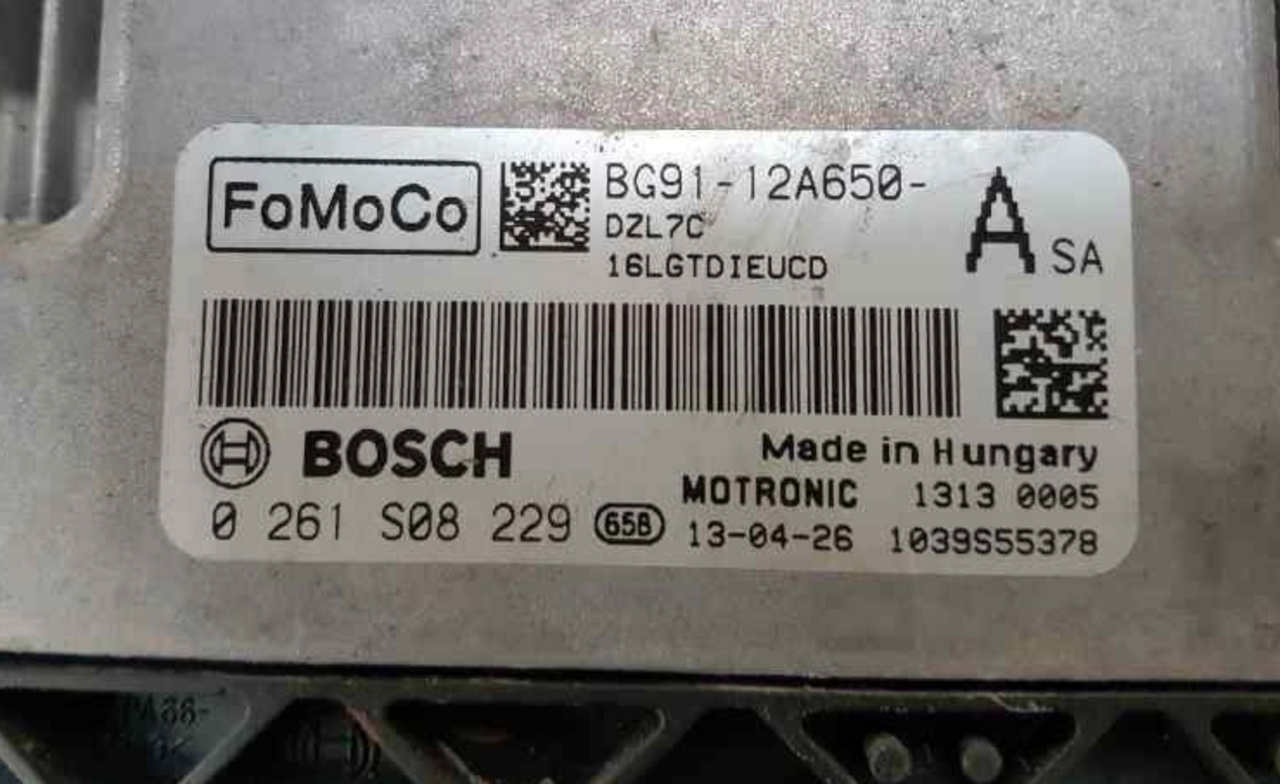 FoMoCo
BG91-12A650-
A
SA
DZL7C
16LGTDIEUCD
BOSCH
Made in Hungary
MOTRONIC 1313 0005
0 261 S08 229 65B 13-04-26 1039S55378